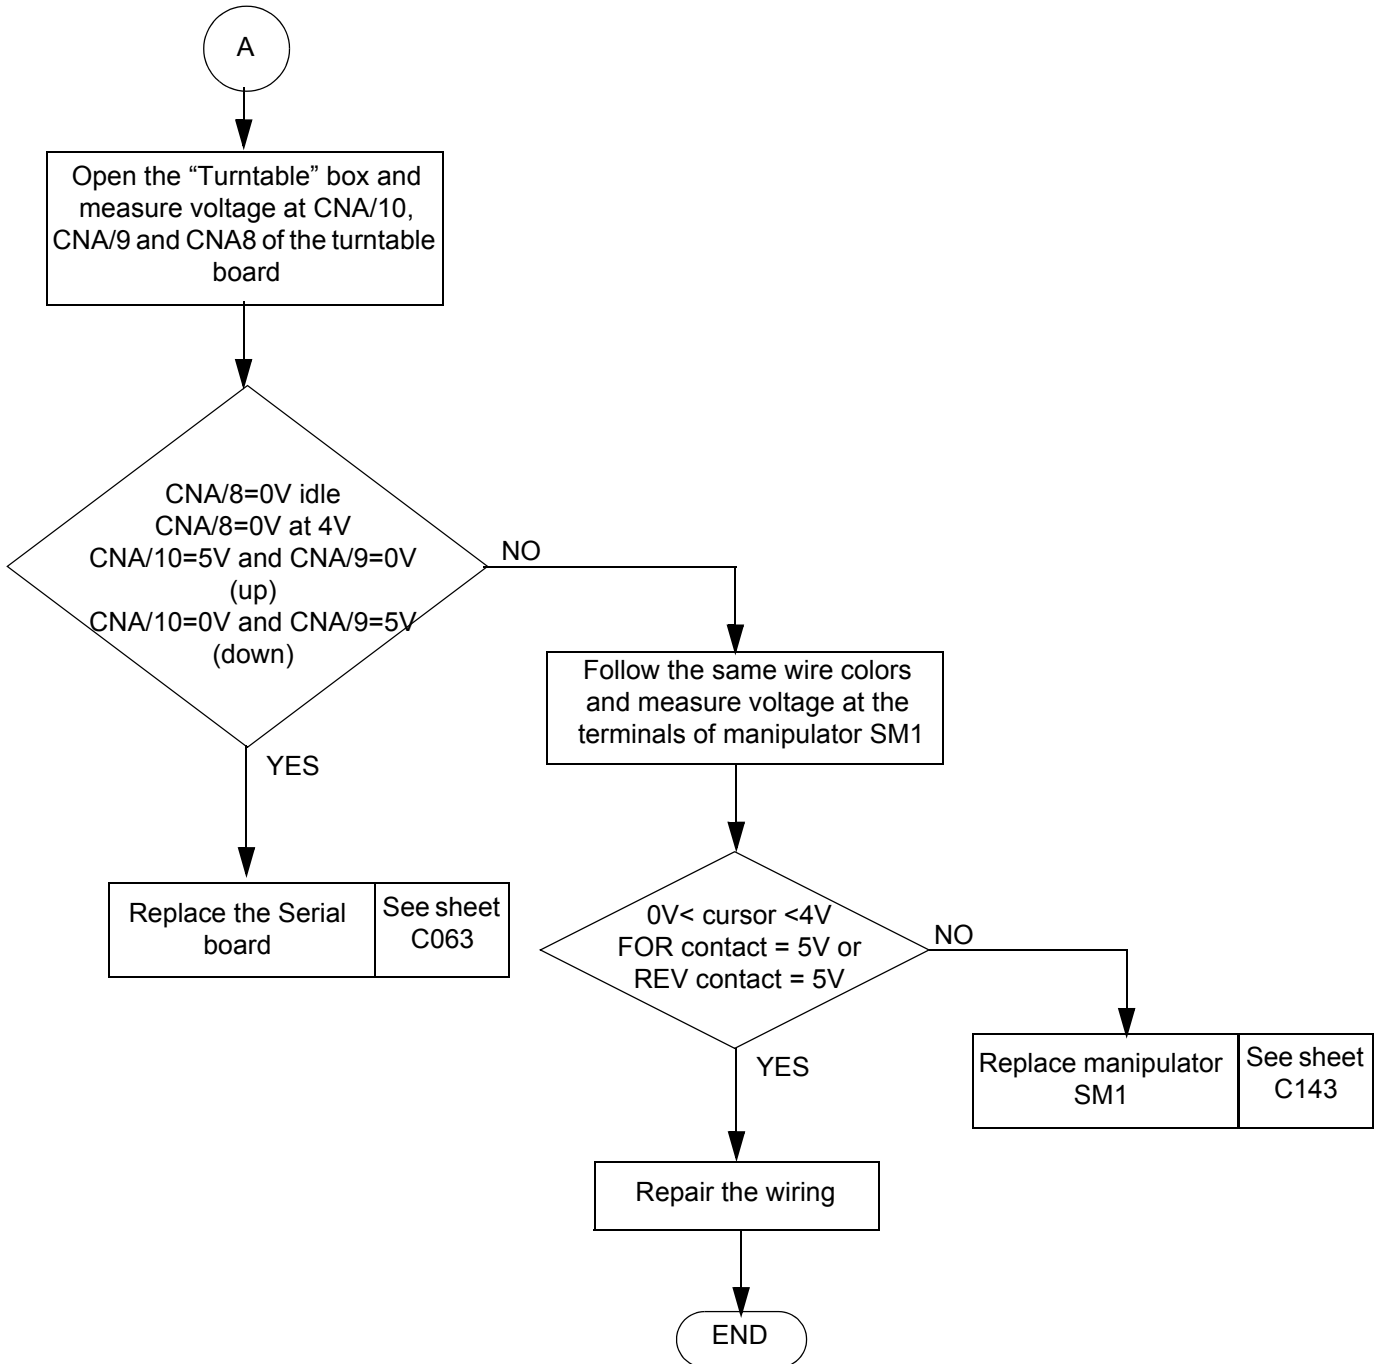 A
Open the “Turntable” box and
measure voltage at CNA/10,
CNA/9 and CNA8 of the turntable
board
CNA/8=0V idle
CNA/8=0V at 4V
CNA/10=5V and CNA/9=0V
(up)
CNA/10=0V and CNA/9=5V
(down)
NO
YES
Follow the same wire colors
and measure voltage at the
terminals of manipulator SM1
Replace the Serial
board
See sheet
C063
0V< cursor <4V
FOR contact = 5V or
REV contact = 5V
NO
YES
Replace manipulator
SM1
See sheet
C143
Repair the wiring
END